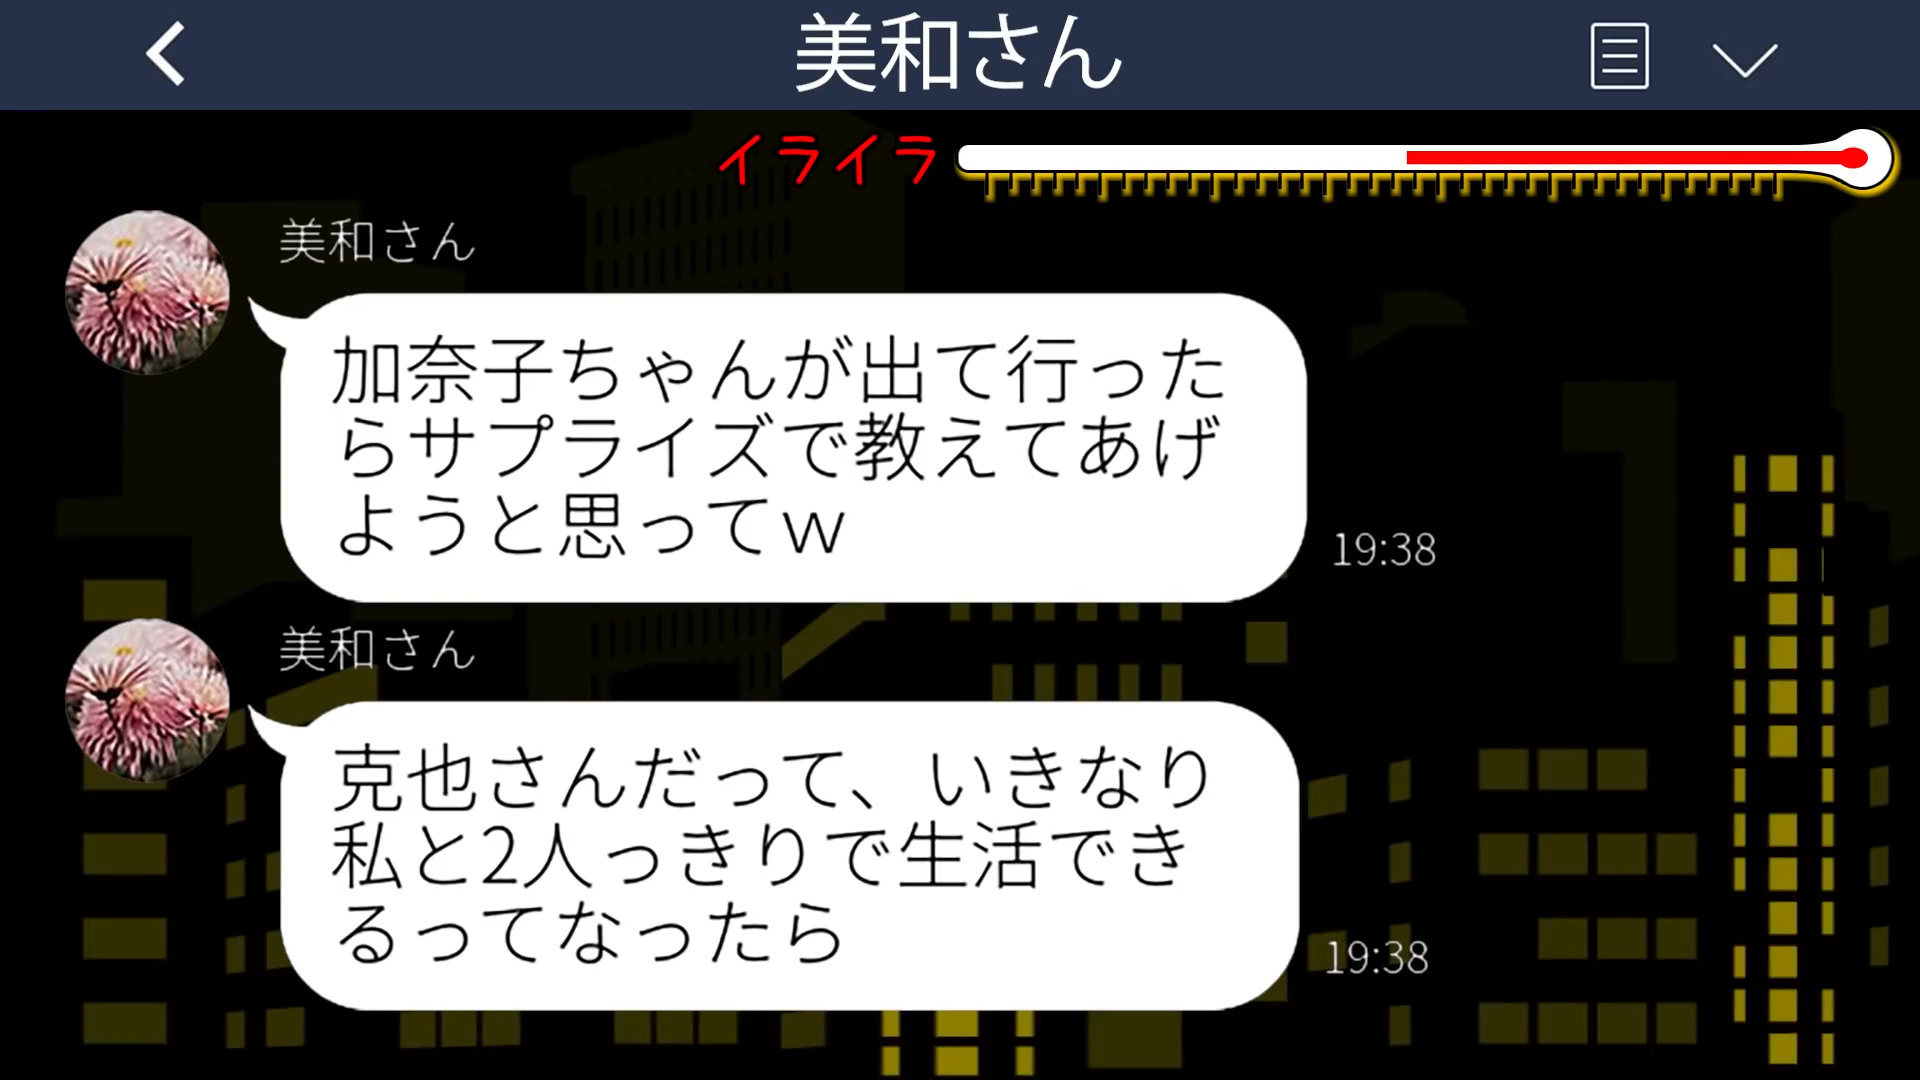 美和さん
イライラ
美和さん
加奈子ちゃんが出て行った
らサプライズで教えてあげ
ようと思ってw
19:38
美和さん
克也さんだって、いきなり
私と2人っきりで生活でき
るってなったら
19:38